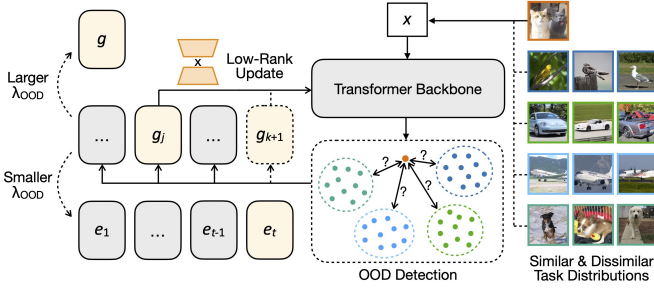 g
x
Low-Rank
Update
x
Larger
λOOD
Transformer Backbone
... gj ... gk+1
? ? ? ?
Smaller
λOOD
e1 ... et-1 et
OOD Detection
Similar & Dissimilar
Task Distributions